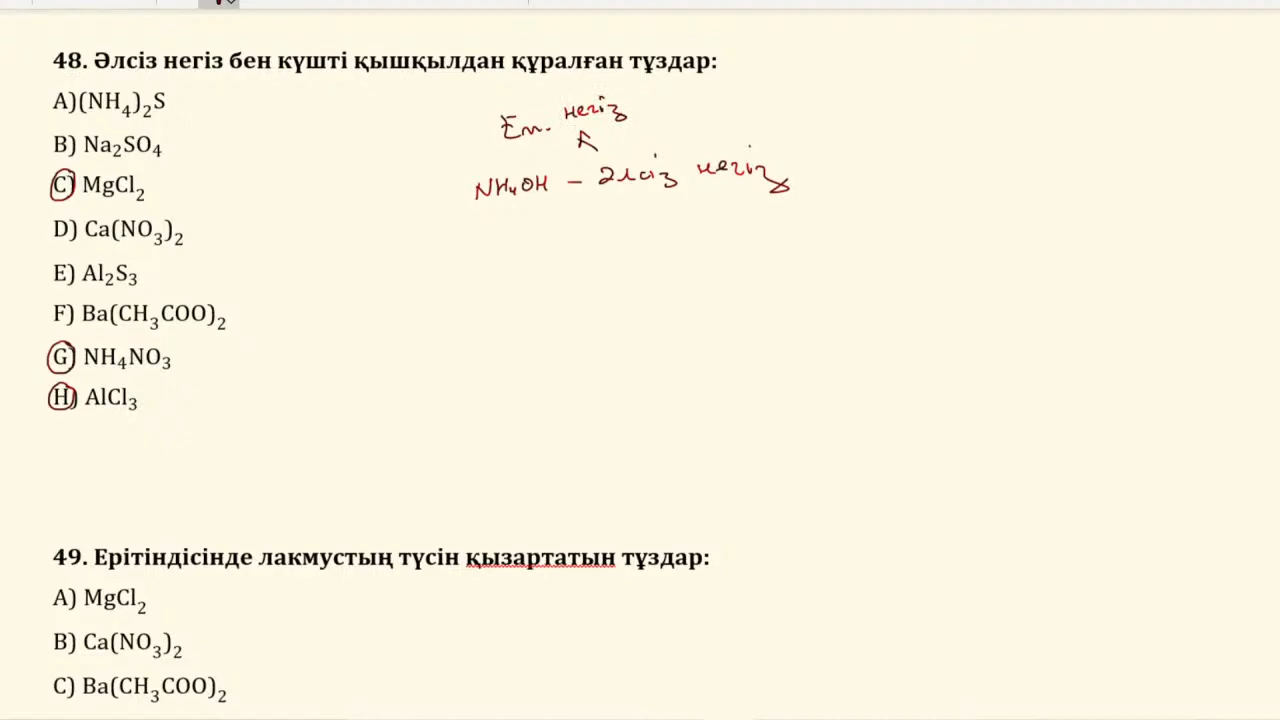 48. Әлсіз негіз бен күшті қышқылдан құралған тұздар:
A)(NH₄)₂S
B) Na₂SO₄
C) MgCl₂
D) Ca(NO₃)₂
E) Al₂S₃
F) Ba(CH₃COO)₂
G) NH₄NO₃
H) AlCl₃
Ет. негіз
NH₄OH – Әлсіз негіз
49. Ерітіндісінде лакмустың түсін қызартатын тұздар:
A) MgCl₂
B) Ca(NO₃)₂
C) Ba(CH₃COO)₂